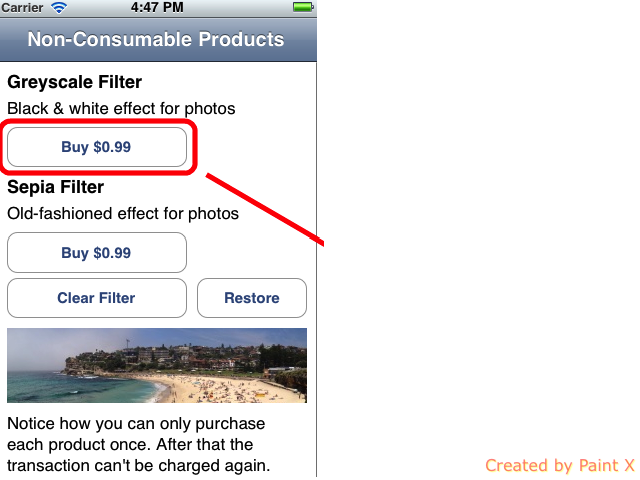 Carrier 4:47 PM
Non-Consumable Products
Greyscale Filter
Black & white effect for photos
Buy $0.99
Sepia Filter
Old-fashioned effect for photos
Buy $0.99
Clear Filter Restore
Notice how you can only purchase
each product once. After that the
transaction can't be charged again.
Created by Paint X